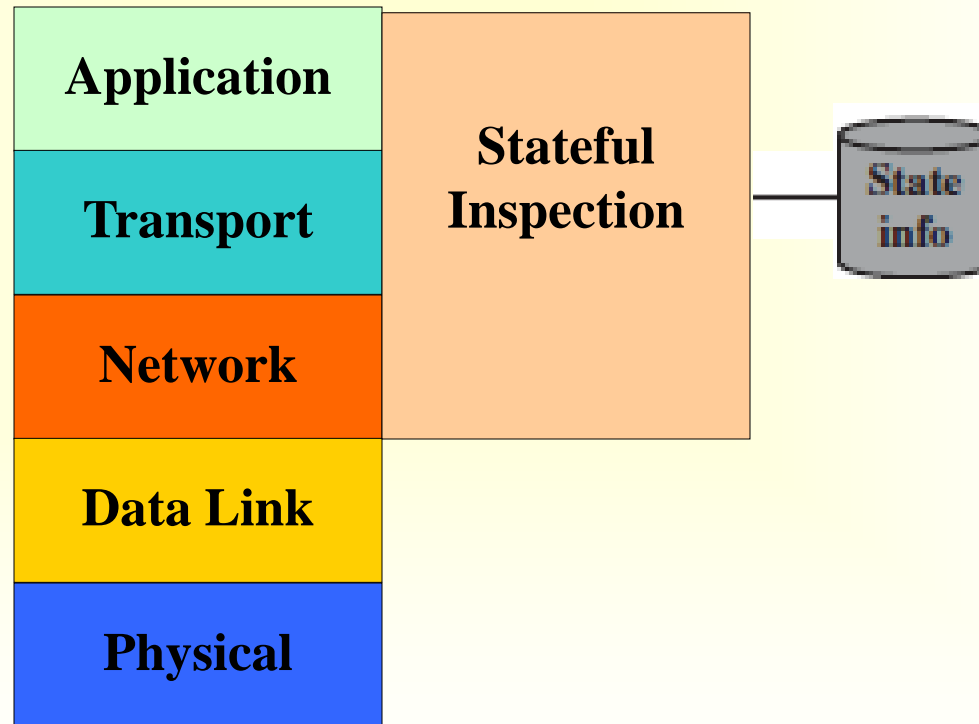 Application
Stateful
Inspection
State
info
Transport
Network
Data Link
Physical